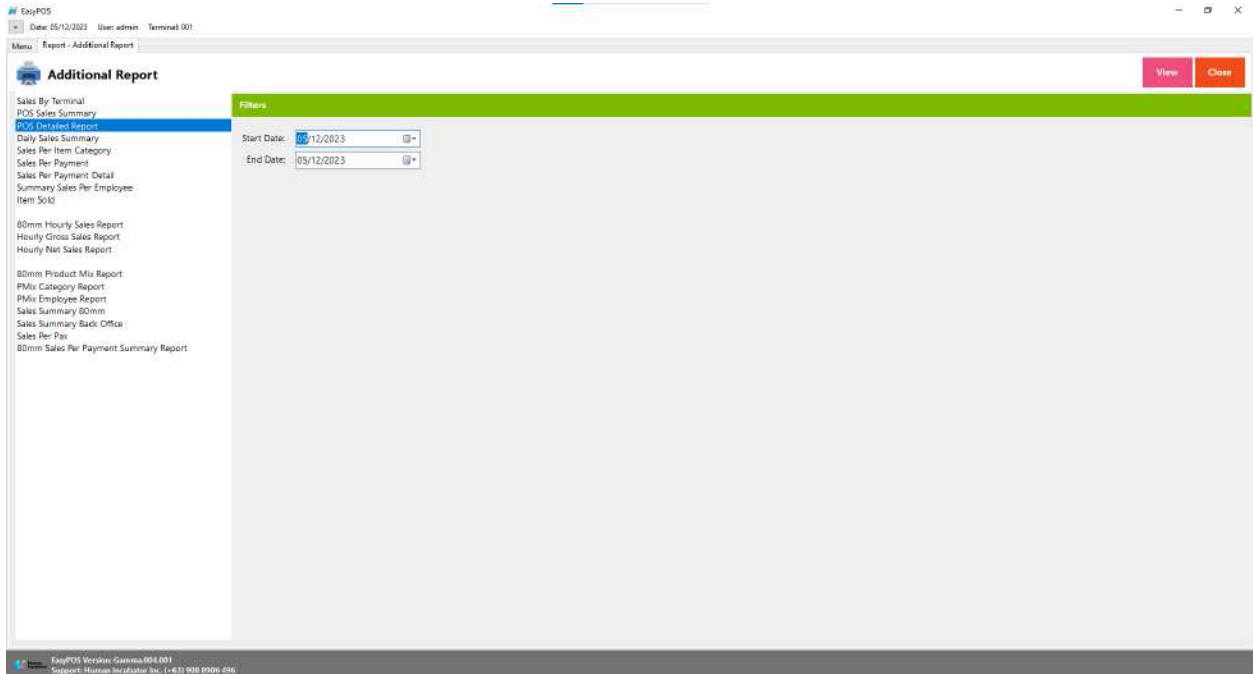 EasyPOS
Date: 05/12/2023 User: admin Terminal: 001
Menu Report - Additional Report
Additional Report
View Close
Sales By Terminal
POS Sales Summary
POS Detailed Report
Daily Sales Summary
Sales Per Item Category
Sales Per Payment
Sales Per Payment Detail
Summary Sales Per Employee
Item Sold
80mm Hourly Sales Report
Hourly Gross Sales Report
Hourly Net Sales Report
80mm Product Mix Report
PMix Category Report
PMix Employee Report
Sales Summary 80mm
Sales Summary Back Office
Sales Per Pax
80mm Sales Per Payment Summary Report
Filters
Start Date: 05/12/2023
End Date: 05/12/2023
EasyPOS Version: Gamma.004.001
Support: Human Incubator Inc. (+63) 908 8906 496